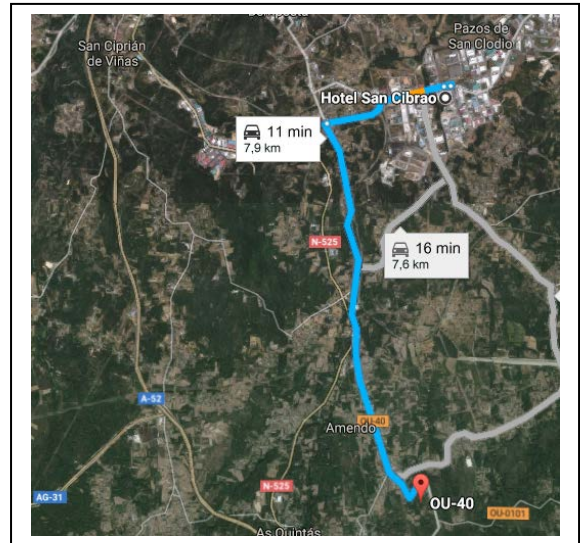 Pazos de
San Clodio
San Ciprián
de Viñas
Hotel San Cibrao
11 min
7,9 km
N-525
16 min
7,6 km
A-52
OU-40
Amendo
AG-31
N-525
OU-40
OU-0101
As Quintás